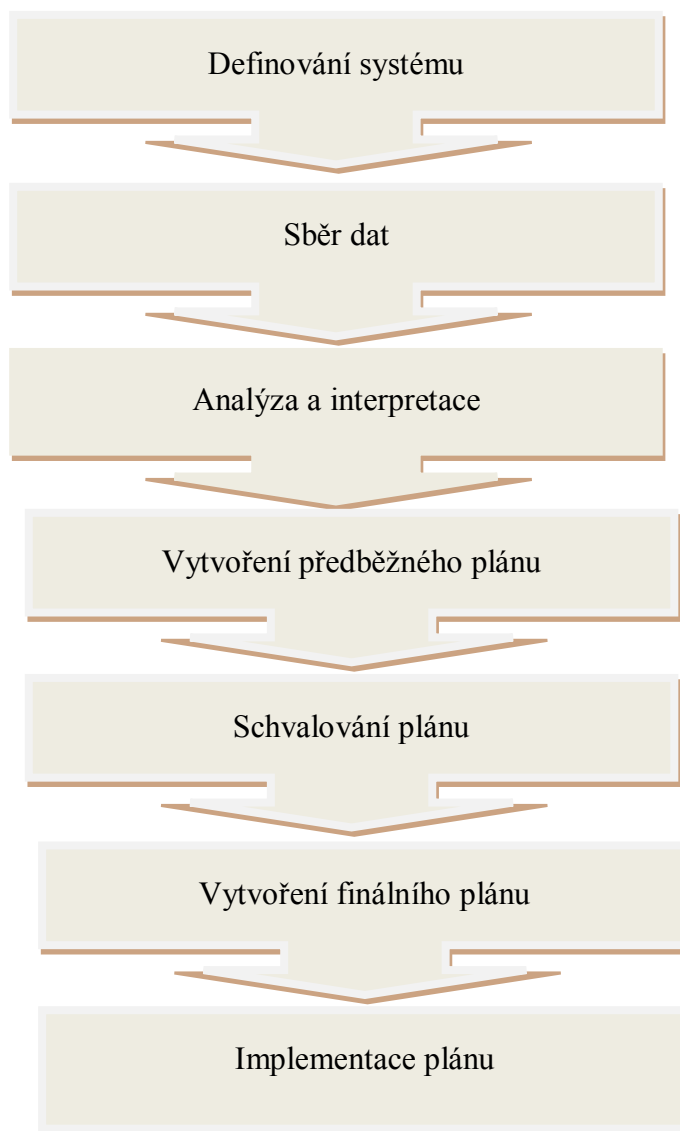 Definování systému
Sběr dat
Analýza a interpretace
Vytvoření předběžného plánu
Schvalování plánu
Vytvoření finálního plánu
Implementace plánu